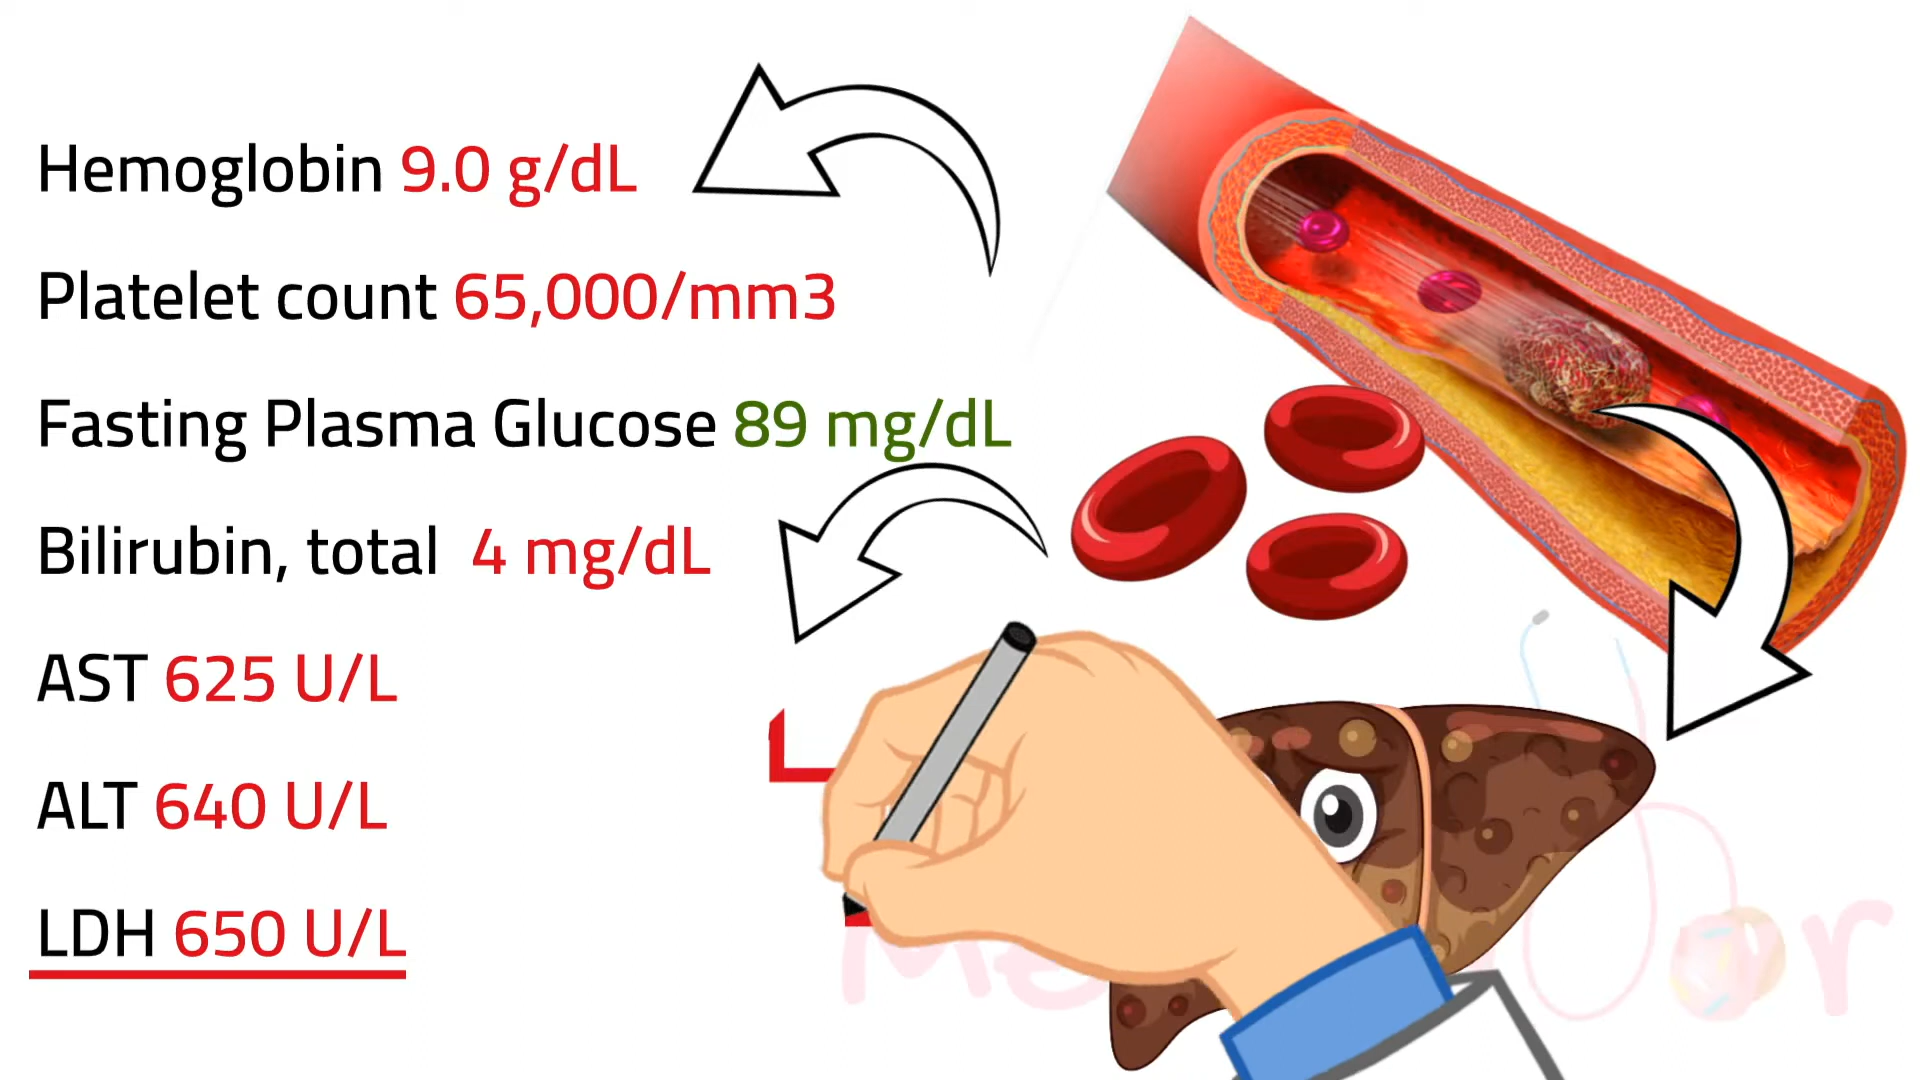 Hemoglobin 9.0 g/dL
Platelet count 65,000/mm3
Fasting Plasma Glucose 89 mg/dL
Bilirubin, total 4 mg/dL
AST 625 U/L
ALT 640 U/L
LDH 650 U/L